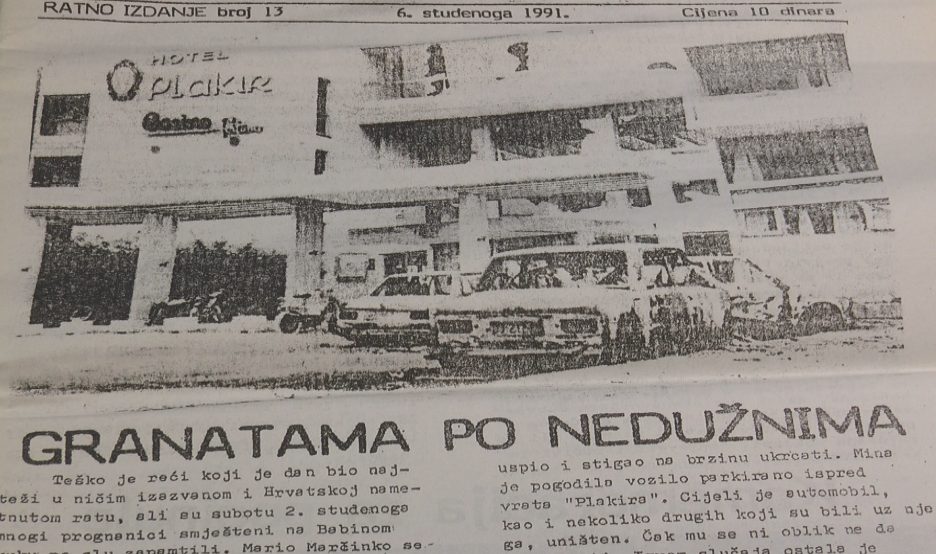 RATNO IZDANJE broj 13 6. studenoga 1991. Cijena 10 dinara
HOTEL
Plakir
Casino
GRANATAMA PO NEDUŽNIMA
Teško je reći koji je dan bio naj-
teži u ničim izazvanom i Hrvatskoj name-
tnutom ratu, ali su subotu 2. studenoga
mnogi prognanici smješteni na Babinom
zapamtili. Mario Marčinko se-
uspio i stigao na brzinu ukrcati. Mina
je pogodila vozilo parkirano ispred
vrata "Plakira". Cijeli je automobil,
kao i nekoliko drugih koji su bili uz nje
ga, uništen. Čak mu se ni oblik ne da
slučaja ostala je